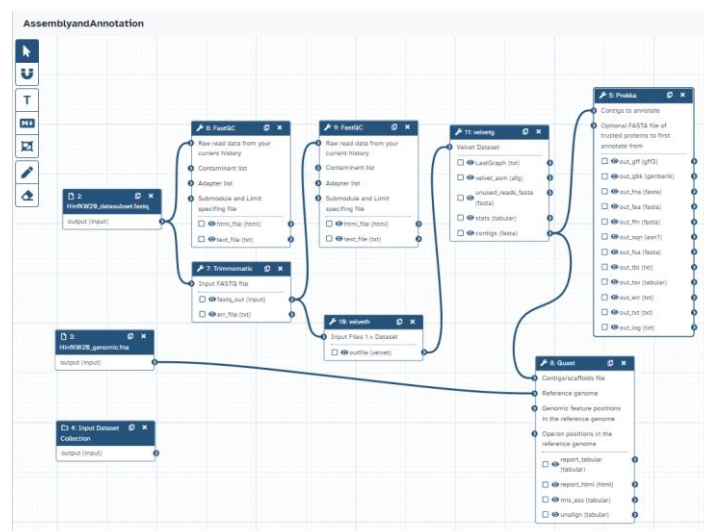 AssemblyandAnnotation
T
M
2:
HinfKW20_datasubset.fastq
output (input)
3:
HinfKW20_genomic.fna
output (input)
4: Input Dataset
Collection
output (input)
6: FastQC
Raw read data from your
current history
Contaminant list
Adapter list
Submodule and Limit
specifing file
html_file (html)
text_file (txt)
7: Trimmomatic
Input FASTQ file
fastq_out (input)
err_file (txt)
9: FastQC
Raw read data from your
current history
Contaminant list
Adapter list
Submodule and Limit
specifing file
html_file (html)
text_file (txt)
10: velveth
Input Files 1 > Dataset
outfile (velvet)
11: velvetg
Velvet Dataset
LastGraph (txt)
velvet_asm (afg)
unused_reads_fasta
(fasta)
stats (tabular)
contigs (fasta)
5: Prokka
Contigs to annotate
Optional FASTA file of
trusted proteins to first
annotate from
out_gff (gff3)
out_gbk (genbank)
out_fna (fasta)
out_faa (fasta)
out_ffn (fasta)
out_sqn (asn1)
out_fsa (fasta)
out_tbl (txt)
out_tsv (tabular)
out_err (txt)
out_txt (txt)
out_log (txt)
8: Quast
Contigs/scaffolds file
Reference genome
Genomic feature positions
in the reference genome
Operon positions in the
reference genome
report_tabular
(tabular)
report_html (html)
mis_ass (tabular)
unalign (tabular)